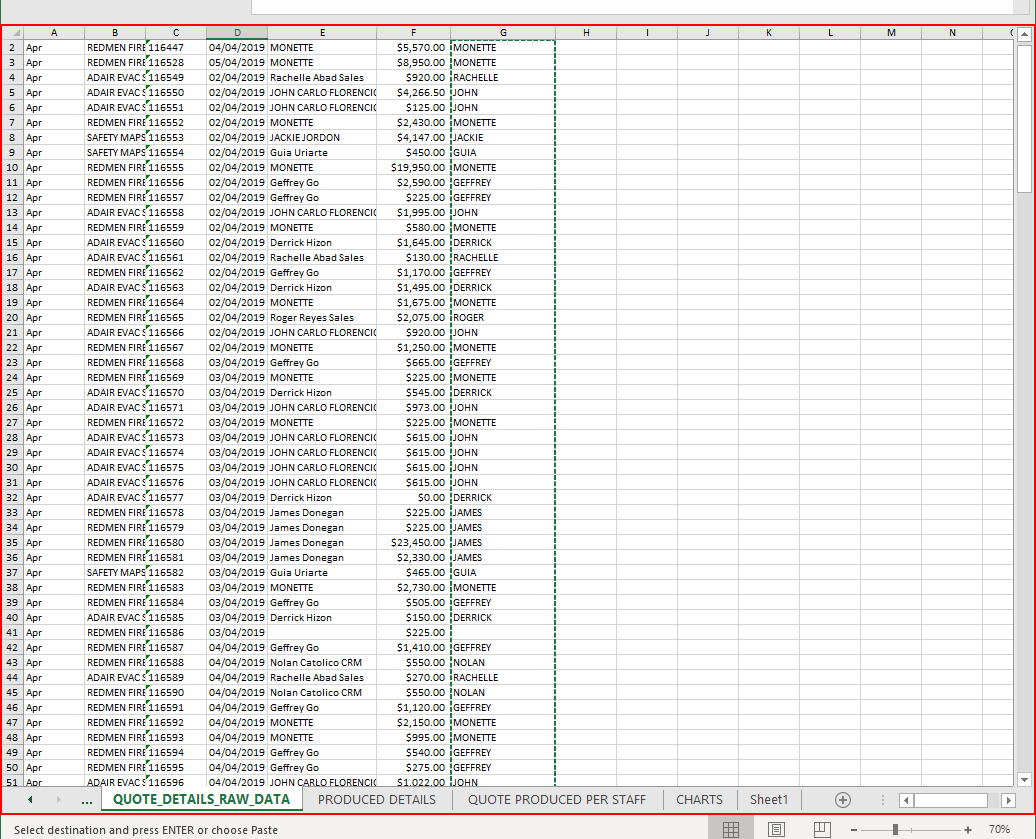 A B C D E F G H I J K L M N
2 Apr REDMEN FIRE 116447 04/04/2019 MONETTE $5,570.00 MONETTE
3 Apr REDMEN FIRE 116528 05/04/2019 MONETTE $8,950.00 MONETTE
4 Apr ADAIR EVAC S 116549 02/04/2019 Rachelle Abad Sales $920.00 RACHELLE
5 Apr ADAIR EVAC S 116550 02/04/2019 JOHN CARLO FLORENCIO $4,266.50 JOHN
6 Apr ADAIR EVAC S 116551 02/04/2019 JOHN CARLO FLORENCIO $125.00 JOHN
7 Apr REDMEN FIRE 116552 02/04/2019 MONETTE $2,430.00 MONETTE
8 Apr SAFETY MAPS 116553 02/04/2019 JACKIE JORDON $4,147.00 JACKIE
9 Apr SAFETY MAPS 116554 02/04/2019 Guia Uriarte $450.00 GUIA
10 Apr REDMEN FIRE 116555 02/04/2019 MONETTE $19,950.00 MONETTE
11 Apr REDMEN FIRE 116556 02/04/2019 Geffrey Go $2,590.00 GEFFREY
12 Apr REDMEN FIRE 116557 02/04/2019 Geffrey Go $225.00 GEFFREY
13 Apr ADAIR EVAC S 116558 02/04/2019 JOHN CARLO FLORENCIO $1,995.00 JOHN
14 Apr REDMEN FIRE 116559 02/04/2019 MONETTE $580.00 MONETTE
15 Apr ADAIR EVAC S 116560 02/04/2019 Derrick Hizon $1,645.00 DERRICK
16 Apr ADAIR EVAC S 116561 02/04/2019 Rachelle Abad Sales $130.00 RACHELLE
17 Apr REDMEN FIRE 116562 02/04/2019 Geffrey Go $1,170.00 GEFFREY
18 Apr ADAIR EVAC S 116563 02/04/2019 Derrick Hizon $1,495.00 DERRICK
19 Apr REDMEN FIRE 116564 02/04/2019 MONETTE $1,675.00 MONETTE
20 Apr REDMEN FIRE 116565 02/04/2019 Roger Reyes Sales $2,075.00 ROGER
21 Apr ADAIR EVAC S 116566 02/04/2019 JOHN CARLO FLORENCIO $920.00 JOHN
22 Apr REDMEN FIRE 116567 02/04/2019 MONETTE $1,250.00 MONETTE
23 Apr REDMEN FIRE 116568 03/04/2019 Geffrey Go $665.00 GEFFREY
24 Apr REDMEN FIRE 116569 03/04/2019 MONETTE $225.00 MONETTE
25 Apr ADAIR EVAC S 116570 03/04/2019 Derrick Hizon $545.00 DERRICK
26 Apr ADAIR EVAC S 116571 03/04/2019 JOHN CARLO FLORENCIO $973.00 JOHN
27 Apr REDMEN FIRE 116572 03/04/2019 MONETTE $225.00 MONETTE
28 Apr ADAIR EVAC S 116573 03/04/2019 JOHN CARLO FLORENCIO $615.00 JOHN
29 Apr ADAIR EVAC S 116574 03/04/2019 JOHN CARLO FLORENCIO $615.00 JOHN
30 Apr ADAIR EVAC S 116575 03/04/2019 JOHN CARLO FLORENCIO $615.00 JOHN
31 Apr ADAIR EVAC S 116576 03/04/2019 JOHN CARLO FLORENCIO $615.00 JOHN
32 Apr ADAIR EVAC S 116577 03/04/2019 Derrick Hizon $0.00 DERRICK
33 Apr REDMEN FIRE 116578 03/04/2019 James Donegan $225.00 JAMES
34 Apr REDMEN FIRE 116579 03/04/2019 James Donegan $225.00 JAMES
35 Apr REDMEN FIRE 116580 03/04/2019 James Donegan $23,450.00 JAMES
36 Apr REDMEN FIRE 116581 03/04/2019 James Donegan $2,330.00 JAMES
37 Apr SAFETY MAPS 116582 03/04/2019 Guia Uriarte $465.00 GUIA
38 Apr REDMEN FIRE 116583 03/04/2019 MONETTE $2,730.00 MONETTE
39 Apr REDMEN FIRE 116584 03/04/2019 Geffrey Go $505.00 GEFFREY
40 Apr ADAIR EVAC S 116585 03/04/2019 Derrick Hizon $150.00 DERRICK
41 Apr REDMEN FIRE 116586 03/04/2019 $225.00
42 Apr REDMEN FIRE 116587 04/04/2019 Geffrey Go $1,410.00 GEFFREY
43 Apr REDMEN FIRE 116588 04/04/2019 Nolan Catolico CRM $550.00 NOLAN
44 Apr ADAIR EVAC S 116589 04/04/2019 Rachelle Abad Sales $270.00 RACHELLE
45 Apr REDMEN FIRE 116590 04/04/2019 Nolan Catolico CRM $550.00 NOLAN
46 Apr REDMEN FIRE 116591 04/04/2019 Geffrey Go $1,120.00 GEFFREY
47 Apr REDMEN FIRE 116592 04/04/2019 MONETTE $2,150.00 MONETTE
48 Apr REDMEN FIRE 116593 04/04/2019 MONETTE $995.00 MONETTE
49 Apr REDMEN FIRE 116594 04/04/2019 Geffrey Go $540.00 GEFFREY
50 Apr REDMEN FIRE 116595 04/04/2019 Geffrey Go $275.00 GEFFREY
51 Apr ADAIR EVAC S 116596 04/04/2019 JOHN CARLO FLORENCIO $1,022.00 JOHN
... QUOTE_DETAILS_RAW_DATA PRODUCED DETAILS QUOTE PRODUCED PER STAFF CHARTS Sheet1
Select destination and press ENTER or choose Paste 70%